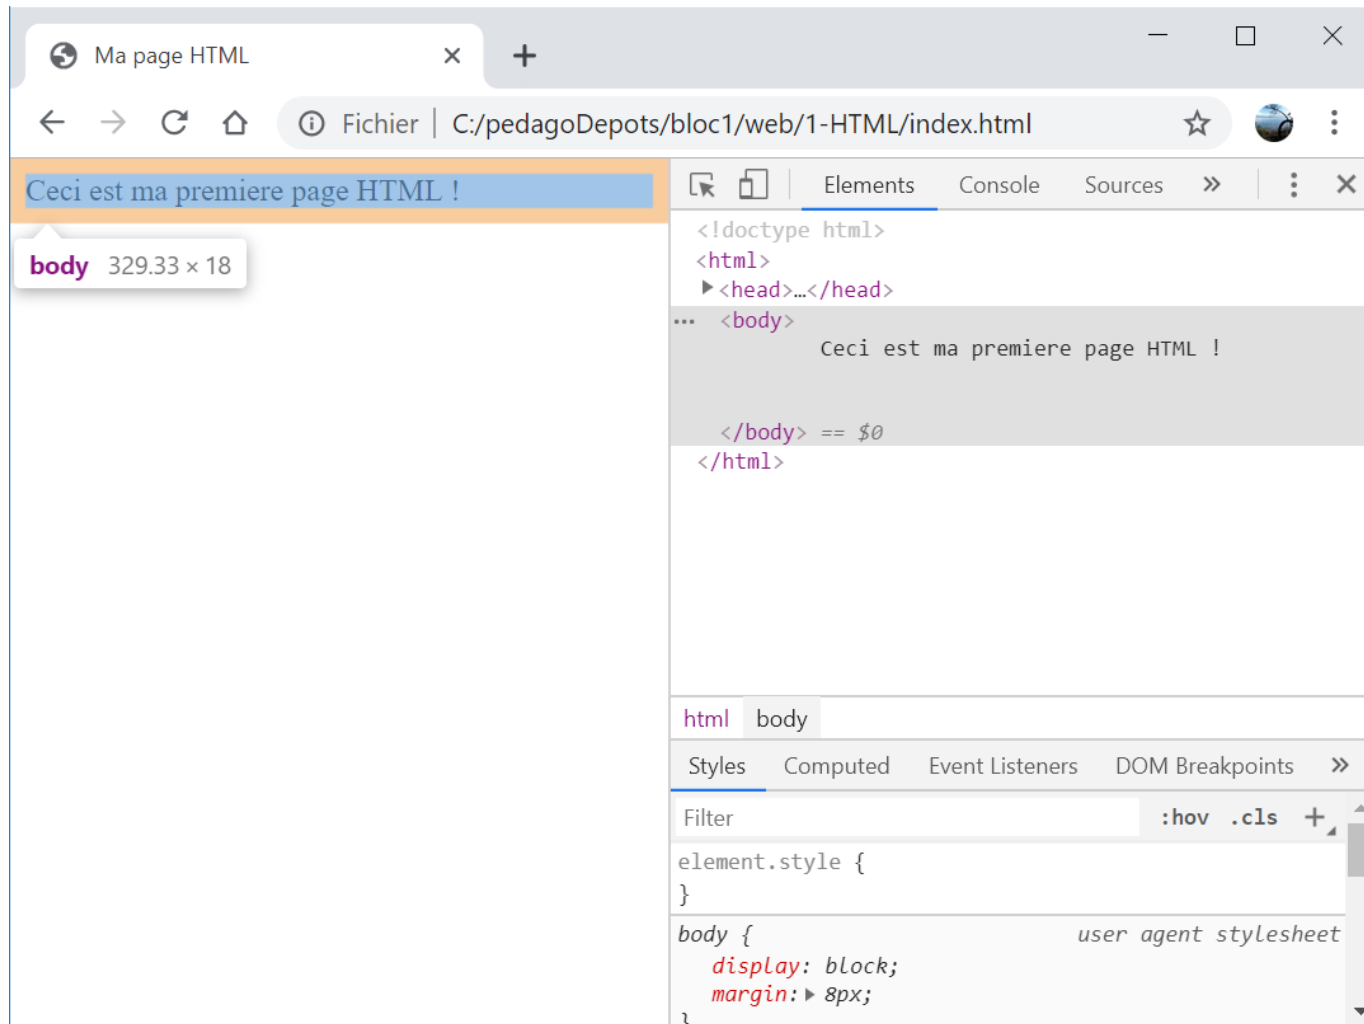 Ma page HTML
Fichier C:/pedagoDepots/bloc1/web/1-HTML/index.html
Ceci est ma premiere page HTML !
body 329.33 × 18
Elements Console Sources »
<!doctype html>
<html>
<head>…</head>
… <body>
Ceci est ma premiere page HTML !
</body> == $0
</html>
html body
Styles Computed Event Listeners DOM Breakpoints »
Filter :hov .cls +
element.style {
}
body { user agent stylesheet
display: block;
margin: 8px;
}